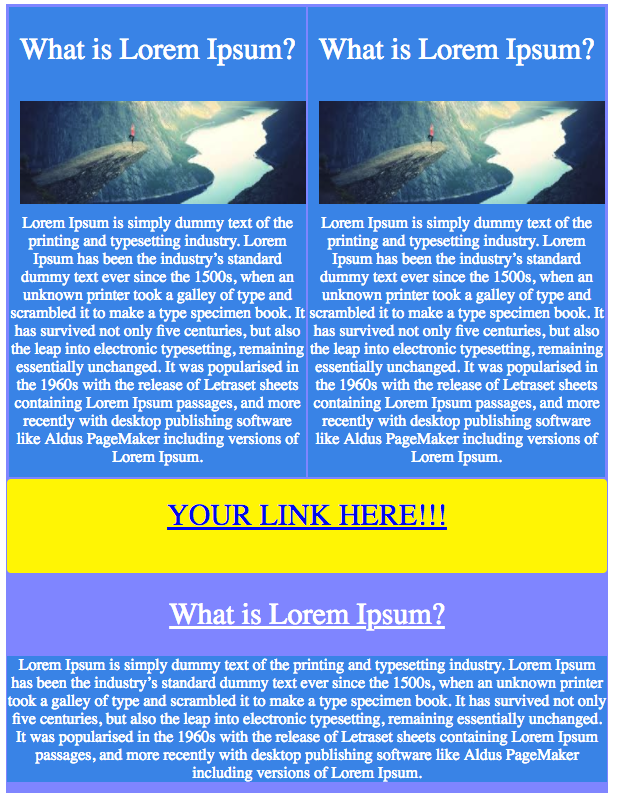 What is Lorem Ipsum?
Lorem Ipsum is simply dummy text of the
printing and typesetting industry. Lorem
Ipsum has been the industry’s standard
dummy text ever since the 1500s, when an
unknown printer took a galley of type and
scrambled it to make a type specimen book. It
has survived not only five centuries, but also
the leap into electronic typesetting, remaining
essentially unchanged. It was popularised in
the 1960s with the release of Letraset sheets
containing Lorem Ipsum passages, and more
recently with desktop publishing software
like Aldus PageMaker including versions of
Lorem Ipsum.
What is Lorem Ipsum?
Lorem Ipsum is simply dummy text of the
printing and typesetting industry. Lorem
Ipsum has been the industry’s standard
dummy text ever since the 1500s, when an
unknown printer took a galley of type and
scrambled it to make a type specimen book. It
has survived not only five centuries, but also
the leap into electronic typesetting, remaining
essentially unchanged. It was popularised in
the 1960s with the release of Letraset sheets
containing Lorem Ipsum passages, and more
recently with desktop publishing software
like Aldus PageMaker including versions of
Lorem Ipsum.
YOUR LINK HERE!!!
What is Lorem Ipsum?
Lorem Ipsum is simply dummy text of the printing and typesetting industry. Lorem Ipsum
has been the industry’s standard dummy text ever since the 1500s, when an unknown printer
took a galley of type and scrambled it to make a type specimen book. It has survived not only
five centuries, but also the leap into electronic typesetting, remaining essentially unchanged.
It was popularised in the 1960s with the release of Letraset sheets containing Lorem Ipsum
passages, and more recently with desktop publishing software like Aldus PageMaker
including versions of Lorem Ipsum.